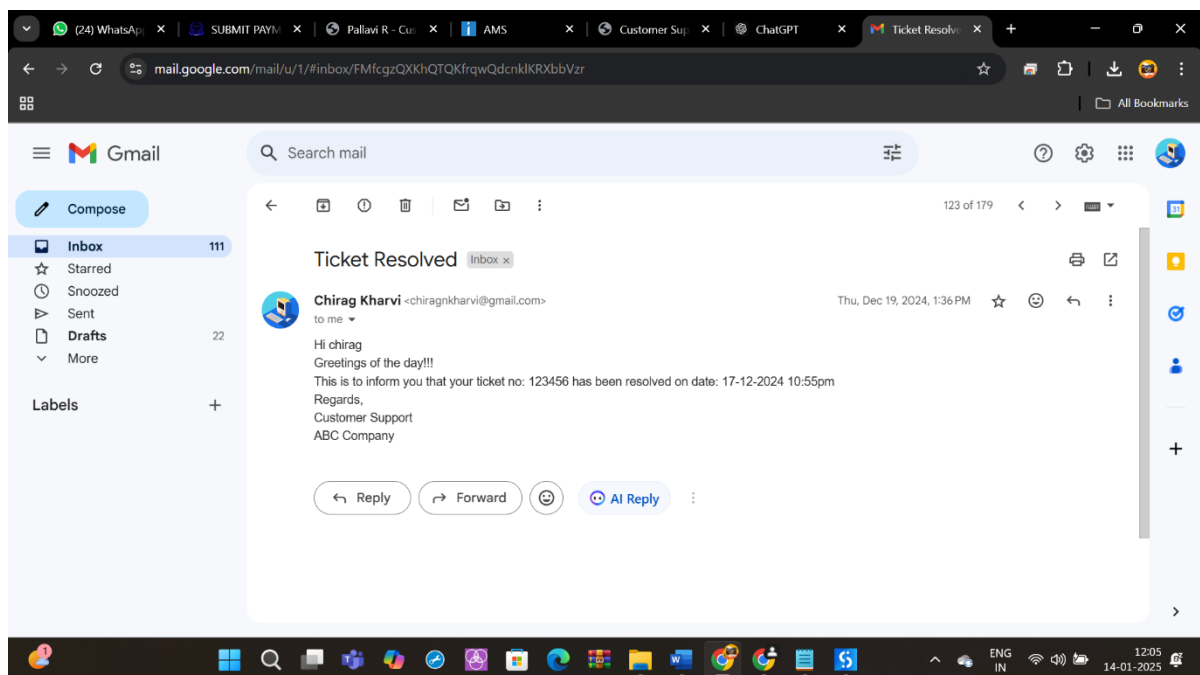 (24) WhatsApp
SUBMIT PAYM
Pallavi R - Cus
AMS
Customer Sup
ChatGPT
Ticket Resolve
mail.google.com/mail/u/1/#inbox/FMfcgzQXKhQTQKfrqwQdcnklKRXbbVzr
All Bookmarks
Gmail
Search mail
Compose
123 of 179
Inbox 111
Starred
Snoozed
Sent
Drafts 22
More
Labels
31
Ticket Resolved Inbox x
Chirag Kharvi <chiragnkharvi@gmail.com> Thu, Dec 19, 2024, 1:36 PM
to me
Hi chirag
Greetings of the day!!!
This is to inform you that your ticket no: 123456 has been resolved on date: 17-12-2024 10:55pm
Regards,
Customer Support
ABC Company
Reply Forward AI Reply
1
ENG
IN
12:05
14-01-2025